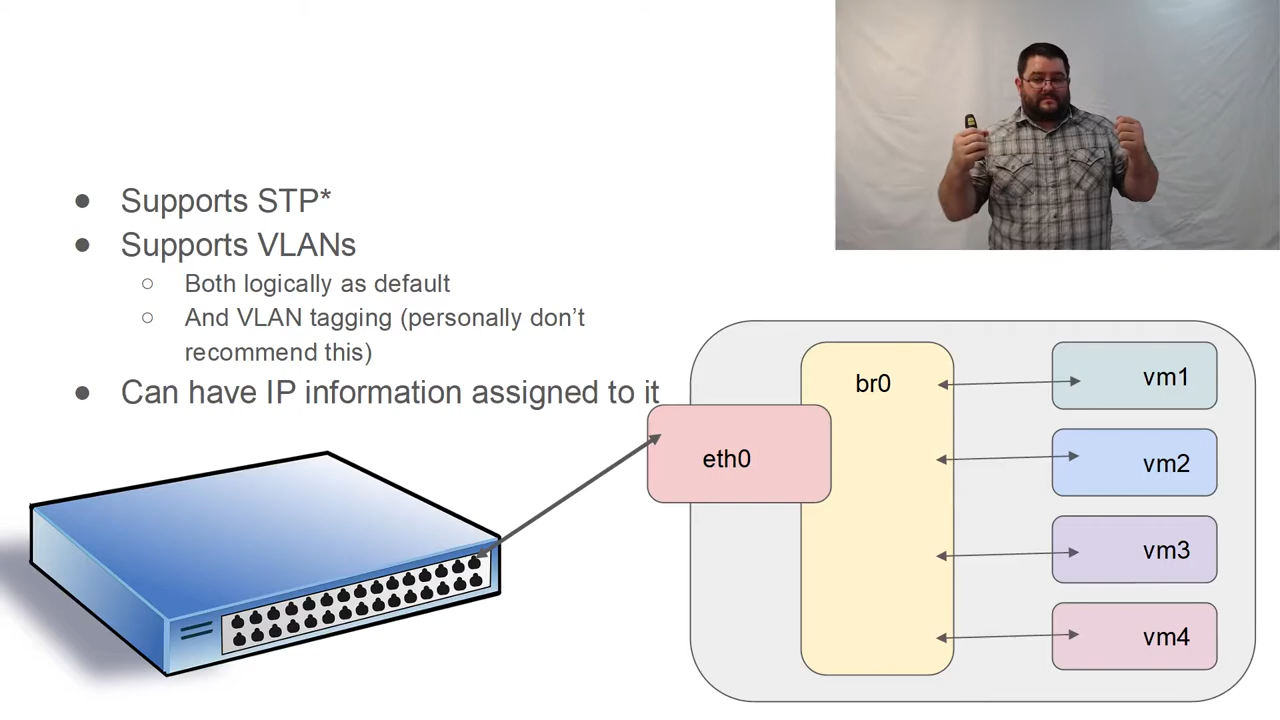 Supports STP*
Supports VLANs
Both logically as default
And VLAN tagging (personally don’t
recommend this)
Can have IP information assigned to it
br0
eth0
vm1
vm2
vm3
vm4